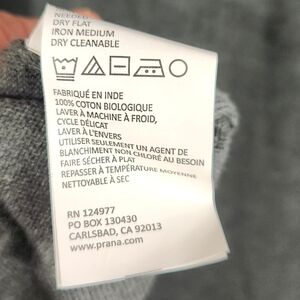 NEEDED
DRY FLAT
IRON MEDIUM
DRY CLEANABLE
FABRIQUÉ EN INDE
100% COTON BIOLOGIQUE
LAVER À MACHINE À FROID,
CYCLE DÉLICAT
LAVER À L'ENVERS
UTILISER SEULEMENT UN AGENT DE
BLANCHIMENT NON CHLORÉ AU BESOIN
FAIRE SÉCHER À PLAT
REPASSER À TEMPÉRATURE MOYENNE
NETTOYABLE À SEC
RN 124977
PO BOX 130430
CARLSBAD, CA 92013
www.prana.com